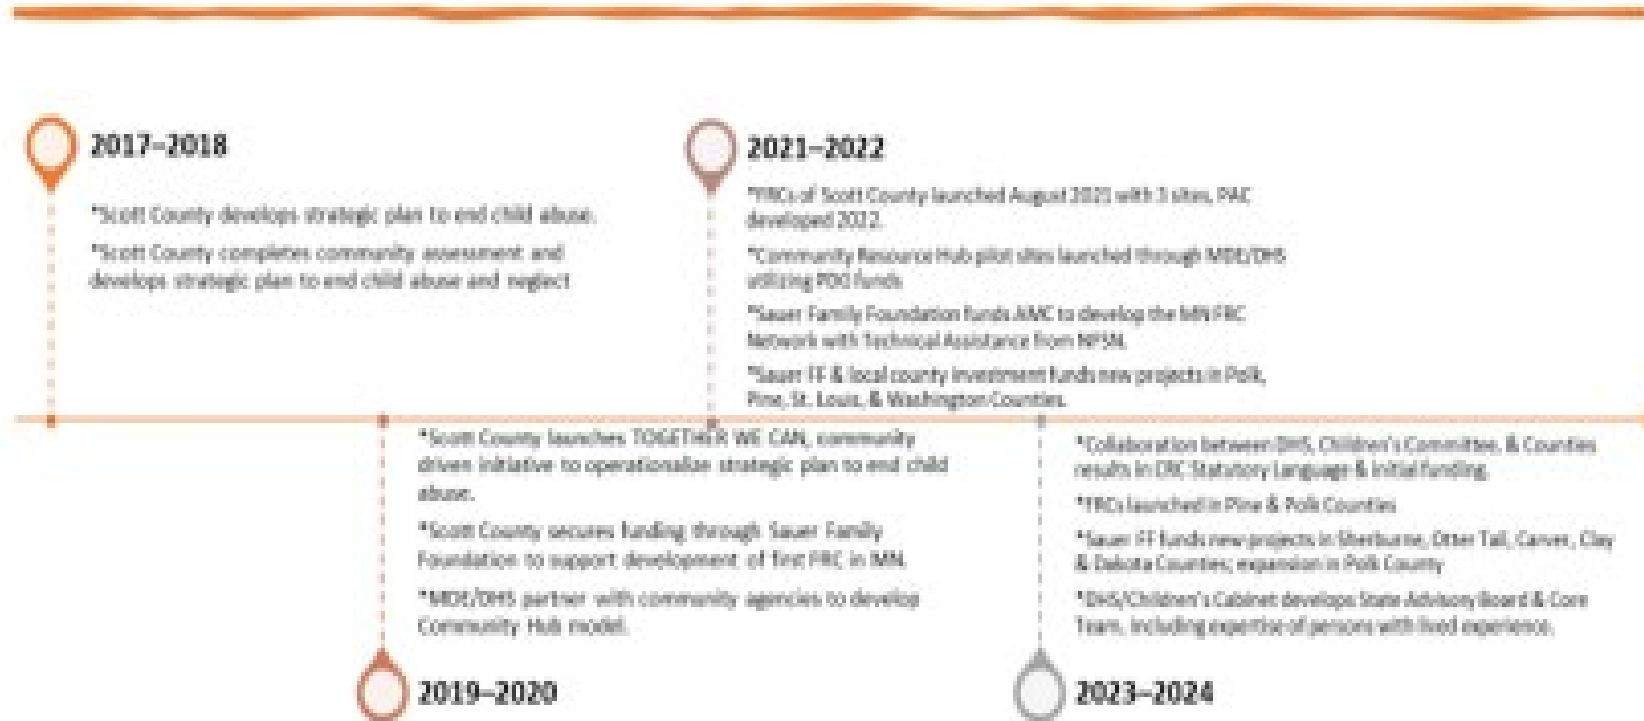 2017–2018
*Scott County develops strategic plan to end child abuse.
*Scott County completes community assessment and
develops strategic plan to end child abuse and neglect
2021–2022
*FRCs of Scott County launched August 2021 with 3 sites, PAC
developed 2022.
*Community Resource Hub pilot sites launched through MDE/DHS
utilizing PDG funds
*Sauer Family Foundation funds AMC to develop the MN FRC
Network with Technical Assistance from NFSN.
*Sauer FF & local county investment funds new projects in Polk,
Pine, St. Louis, & Washington Counties.
*Scott County launches TOGETHER WE CAN, community
driven initiative to operationalize strategic plan to end child
abuse.
*Scott County secures funding through Sauer Family
Foundation to support development of first FRC in MN.
*MDE/DHS partner with community agencies to develop
Community Hub model.
2019–2020
*Collaboration between DHS, Children's Committee, & Counties
results in Statutory Language & initial funding.
*FRCs launched in Pine & Polk Counties
*Sauer FF funds new projects in Sherburne, Otter Tail, Carver, Clay
& Dakota Counties; expansion in Polk County
*DHS/Children's Cabinet develops State Advisory Board & Core
Team, including expertise of persons with lived experience.
2023–2024